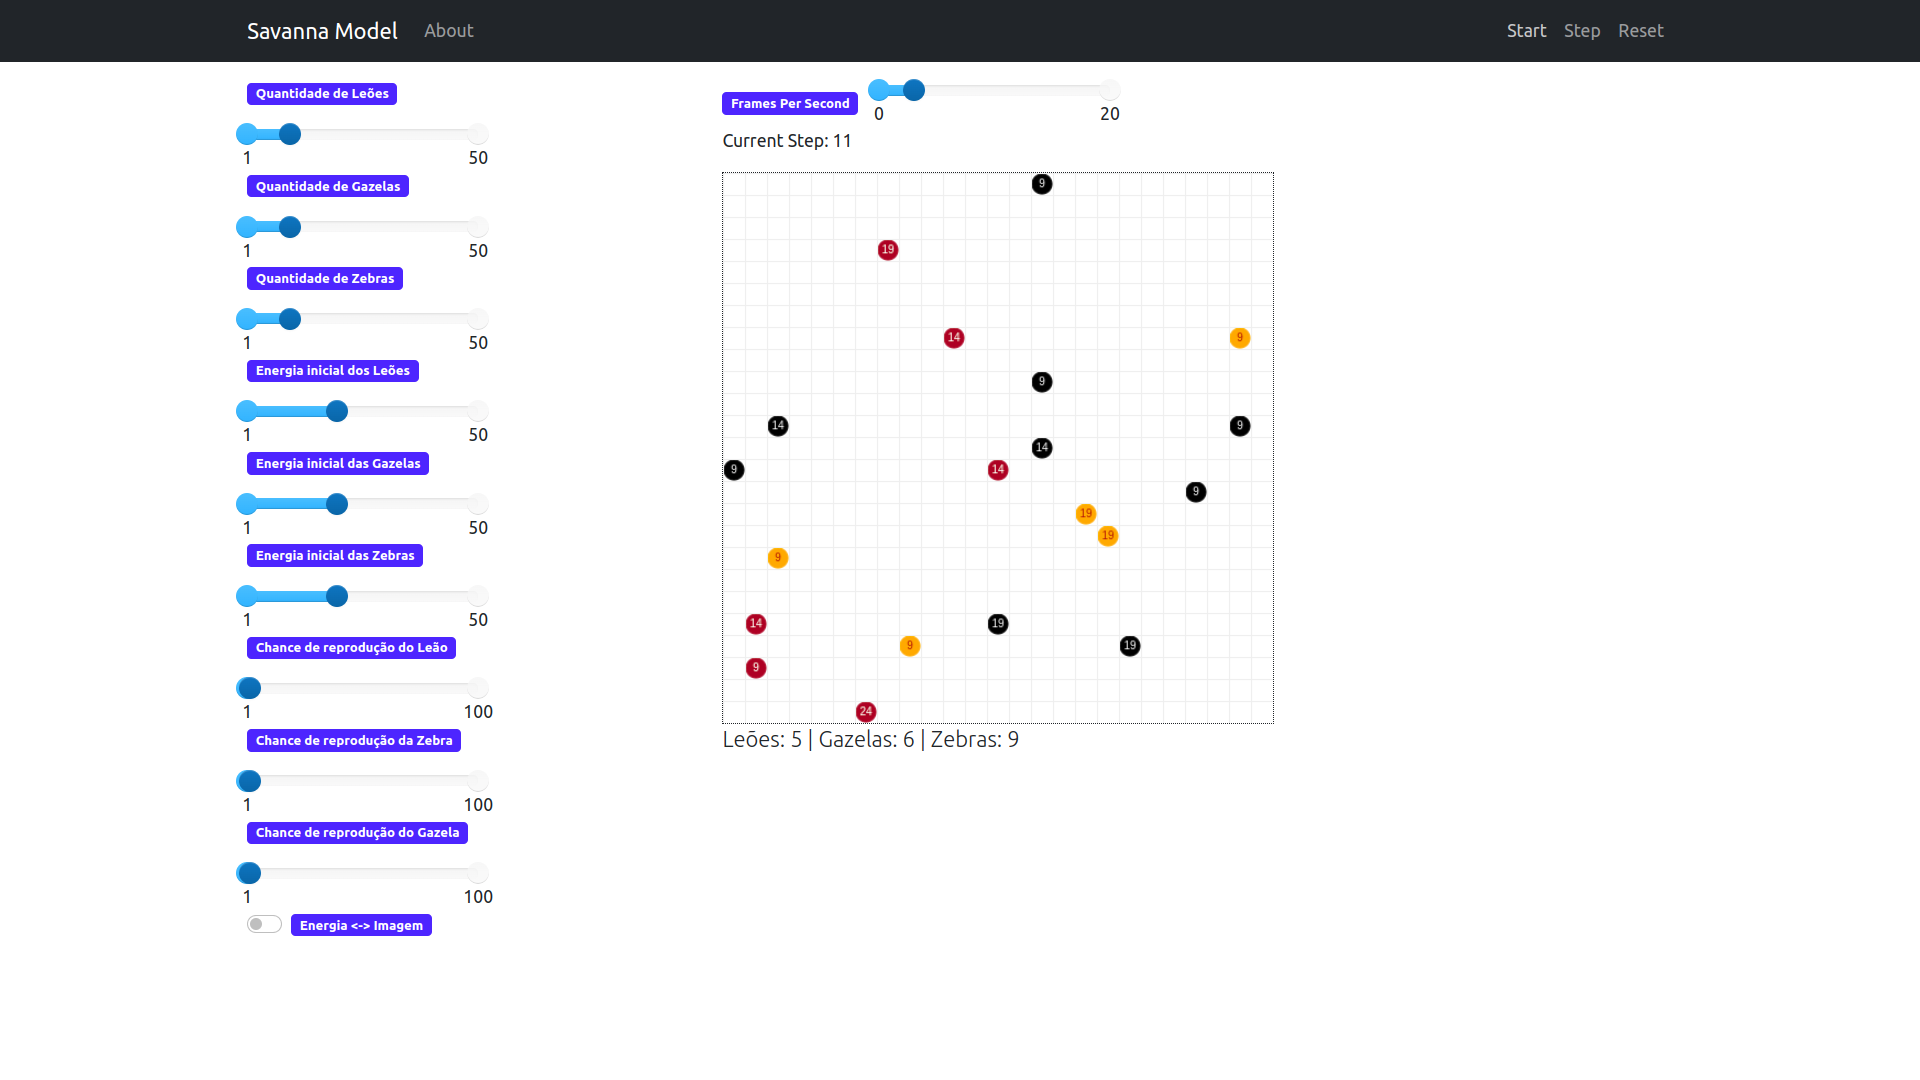 Savanna Model About Start Step Reset
Quantidade de Leões
1 50
Quantidade de Gazelas
1 50
Quantidade de Zebras
1 50
Energia inicial dos Leões
1 50
Energia inicial das Gazelas
1 50
Energia inicial das Zebras
1 50
Chance de reprodução do Leão
1 100
Chance de reprodução da Zebra
1 100
Chance de reprodução do Gazela
1 100
Energia <-> Imagem
Frames Per Second
0 20
Current Step: 11
9
19
14 9
9
14 9
14
9 14
9
19
19
9
14 19
9 19
9
24
Leões: 5 | Gazelas: 6 | Zebras: 9